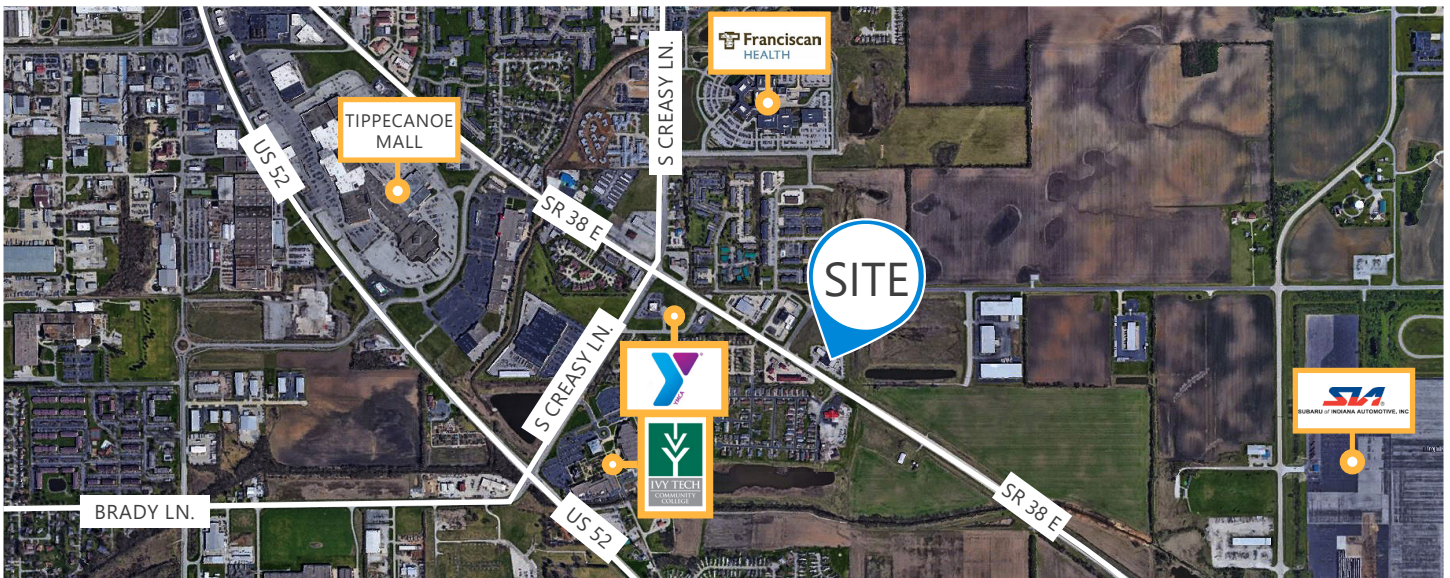 Franciscan
HEALTH
S CREASY LN.
TIPPECANOE
MALL
US 52
SR 38 E
SITE
S CREASY LN.
YMCA
SIA
SUBARU of INDIANA AUTOMOTIVE, INC
IVY TECH
COMMUNITY
COLLEGE
BRADY LN.
US 52
SR 38 E